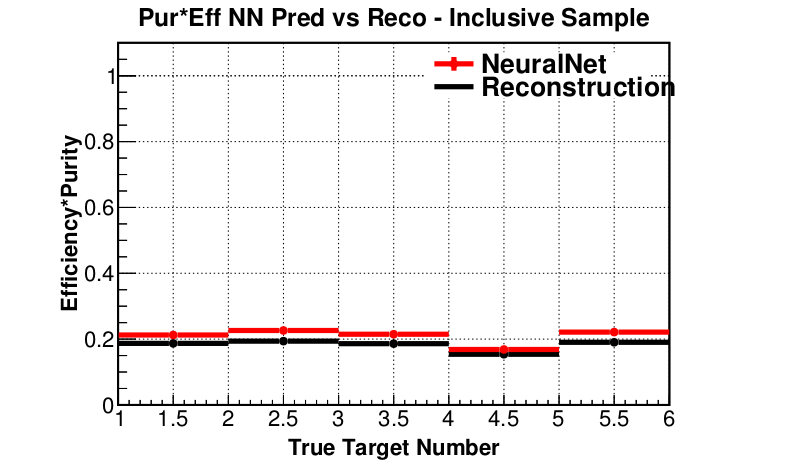 Pur*Eff NN Pred vs Reco - Inclusive Sample
NeuralNet
Reconstruction
Efficiency*Purity
1
0.8
0.6
0.4
0.2
0
1 1.5 2 2.5 3 3.5 4 4.5 5 5.5 6
True Target Number